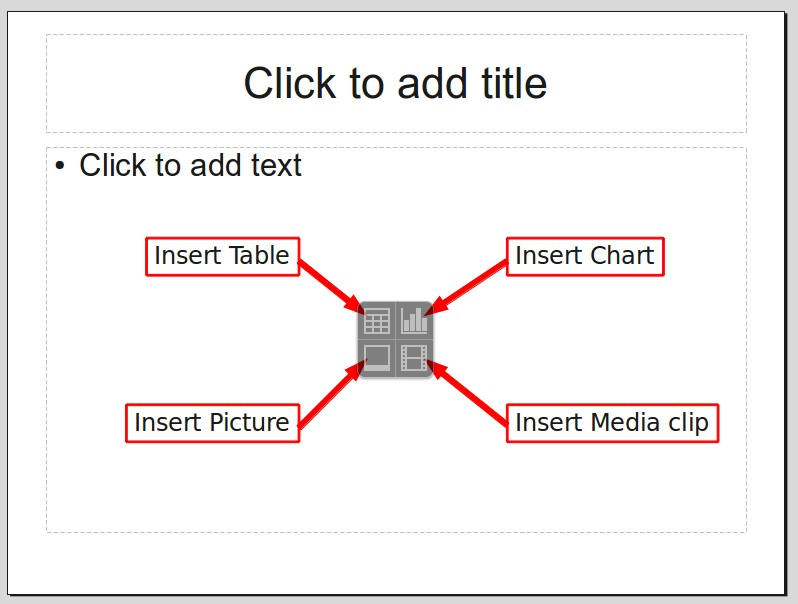 Click to add title
• Click to add text
Insert Table
Insert Chart
Insert Picture
Insert Media clip